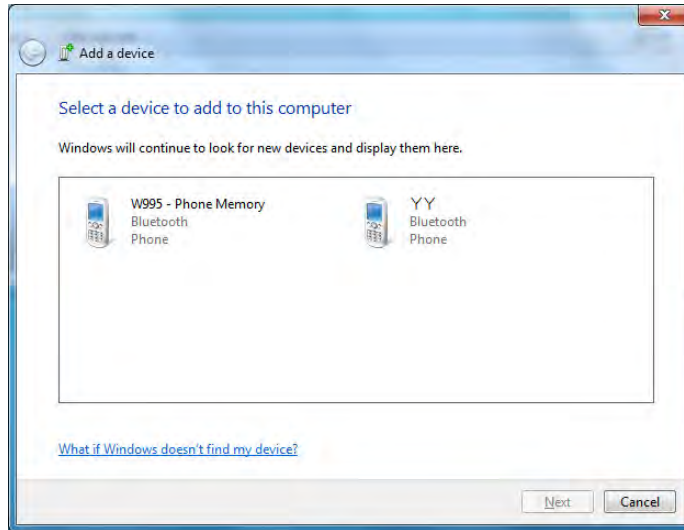 Add a device
Select a device to add to this computer
Windows will continue to look for new devices and display them here.
W995 - Phone Memory
Bluetooth
Phone
YY
Bluetooth
Phone
What if Windows doesn't find my device?
Next
Cancel